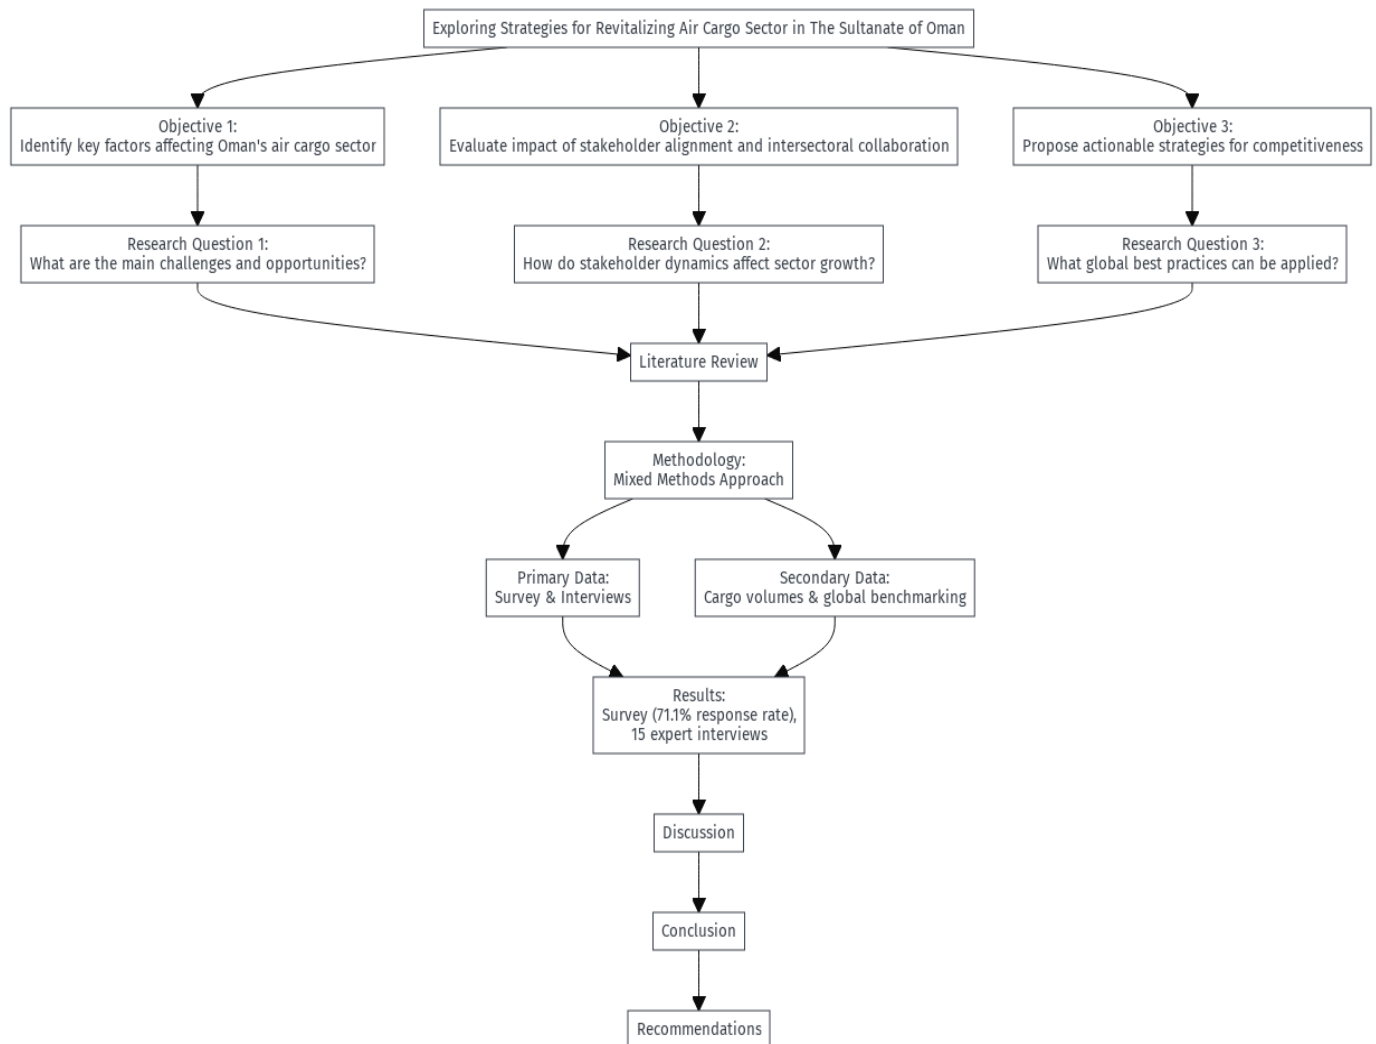 Exploring Strategies for Revitalizing Air Cargo Sector in The Sultanate of Oman
Objective 1:
Identify key factors affecting Oman's air cargo sector
Objective 2:
Evaluate impact of stakeholder alignment and intersectoral collaboration
Objective 3:
Propose actionable strategies for competitiveness
Research Question 1:
What are the main challenges and opportunities?
Research Question 2:
How do stakeholder dynamics affect sector growth?
Research Question 3:
What global best practices can be applied?
Literature Review
Methodology:
Mixed Methods Approach
Primary Data:
Survey & Interviews
Secondary Data:
Cargo volumes & global benchmarking
Results:
Survey (71.1% response rate),
15 expert interviews
Discussion
Conclusion
Recommendations